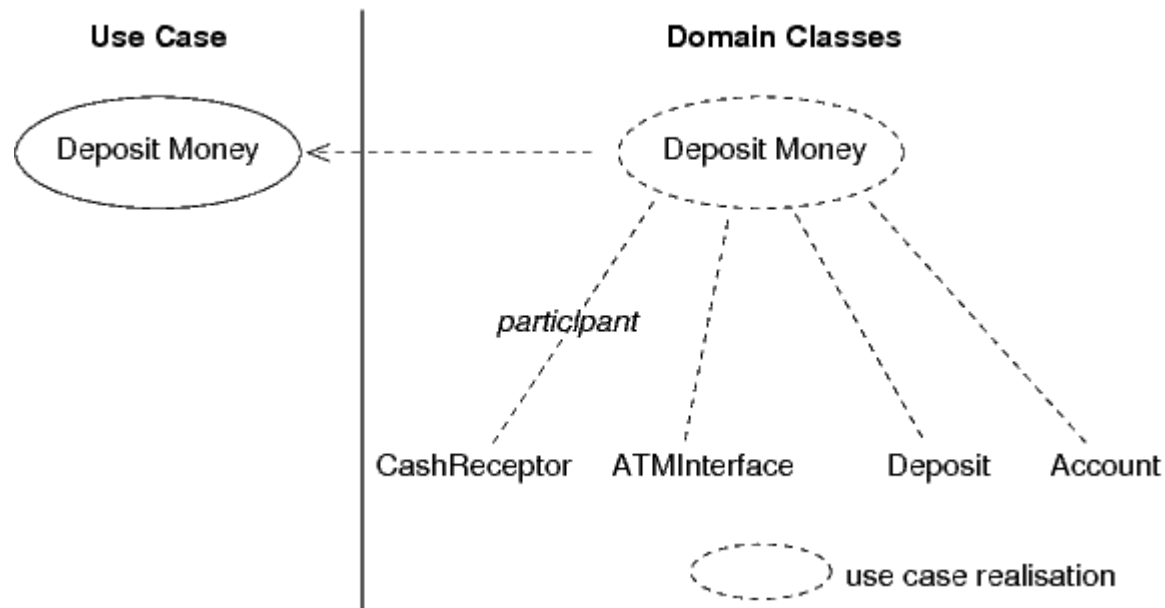 Use Case
Domain Classes
Deposit Money
Deposit Money
participant
CashReceptor
ATMInterface
Deposit
Account
use case realisation